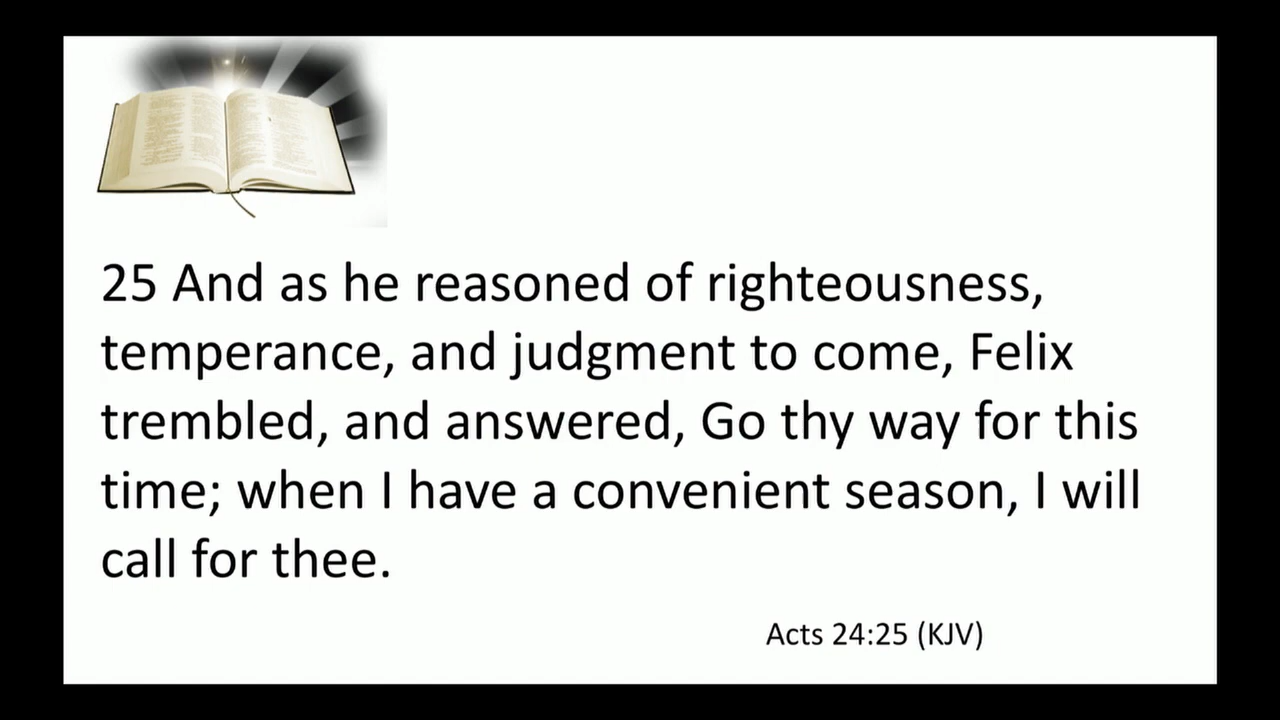 25 And as he reasoned of righteousness,
temperance, and judgment to come, Felix
trembled, and answered, Go thy way for this
time; when I have a convenient season, I will
call for thee.
Acts 24:25 (KJV)